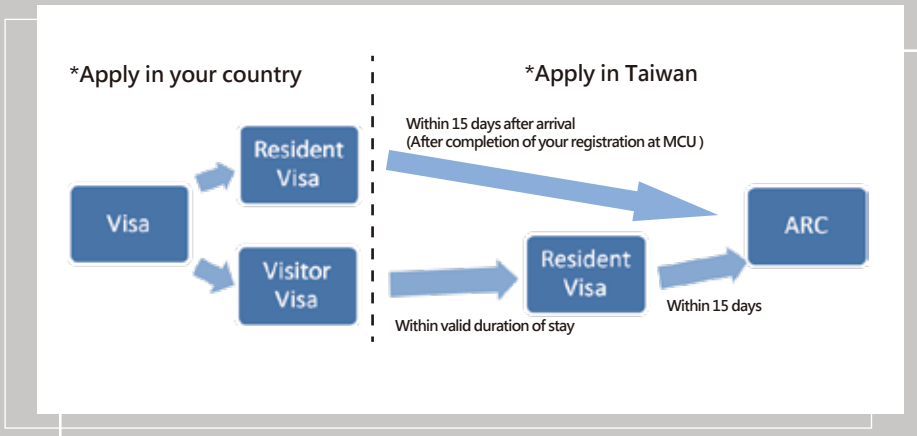 *Apply in your country
*Apply in Taiwan
Within 15 days after arrival
(After completion of your registration at MCU )
Resident
Visa
Visa
ARC
Visitor
Visa
Resident
Visa
Within 15 days
Within valid duration of stay